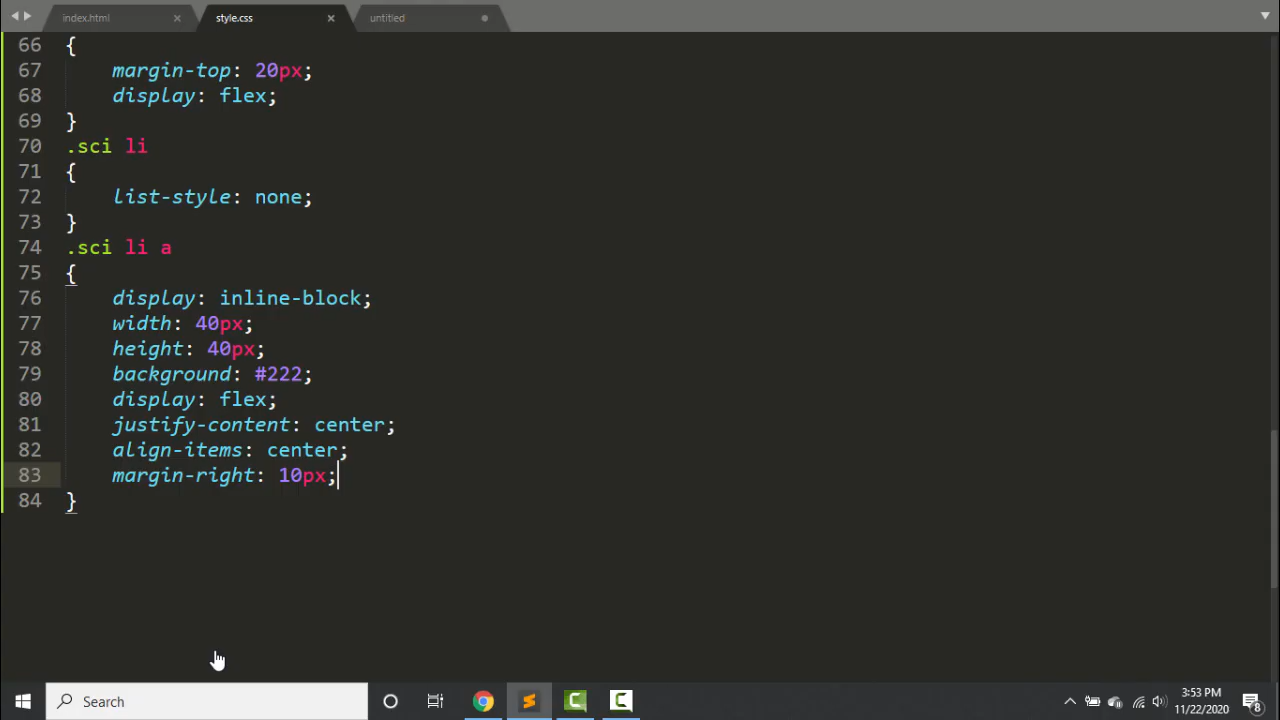 index.html
style.css
untitled
66 {
67 margin-top: 20px;
68 display: flex;
69 }
70 .sci li
71 {
72 list-style: none;
73 }
74 .sci li a
75 {
76 display: inline-block;
77 width: 40px;
78 height: 40px;
79 background: #222;
80 display: flex;
81 justify-content: center;
82 align-items: center;
83 margin-right: 10px;
84 }
Search
3:53 PM
11/22/2020
8